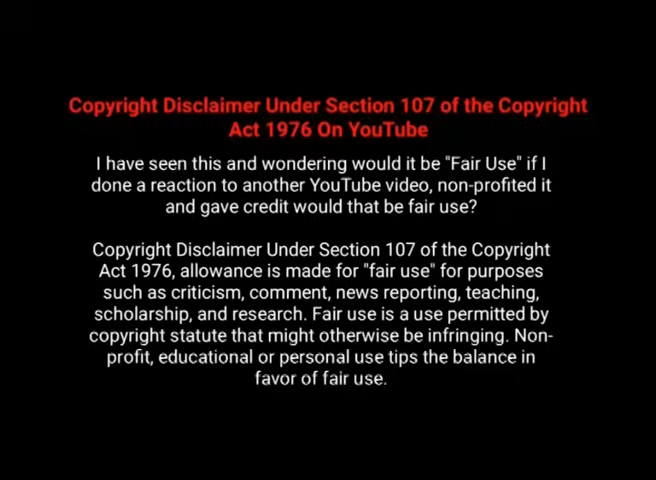 Copyright Disclaimer Under Section 107 of the Copyright
Act 1976 On YouTube
I have seen this and wondering would it be "Fair Use" if I
done a reaction to another YouTube video, non-profited it
and gave credit would that be fair use?
Copyright Disclaimer Under Section 107 of the Copyright
Act 1976, allowance is made for "fair use" for purposes
such as criticism, comment, news reporting, teaching,
scholarship, and research. Fair use is a use permitted by
copyright statute that might otherwise be infringing. Non-
profit, educational or personal use tips the balance in
favor of fair use.